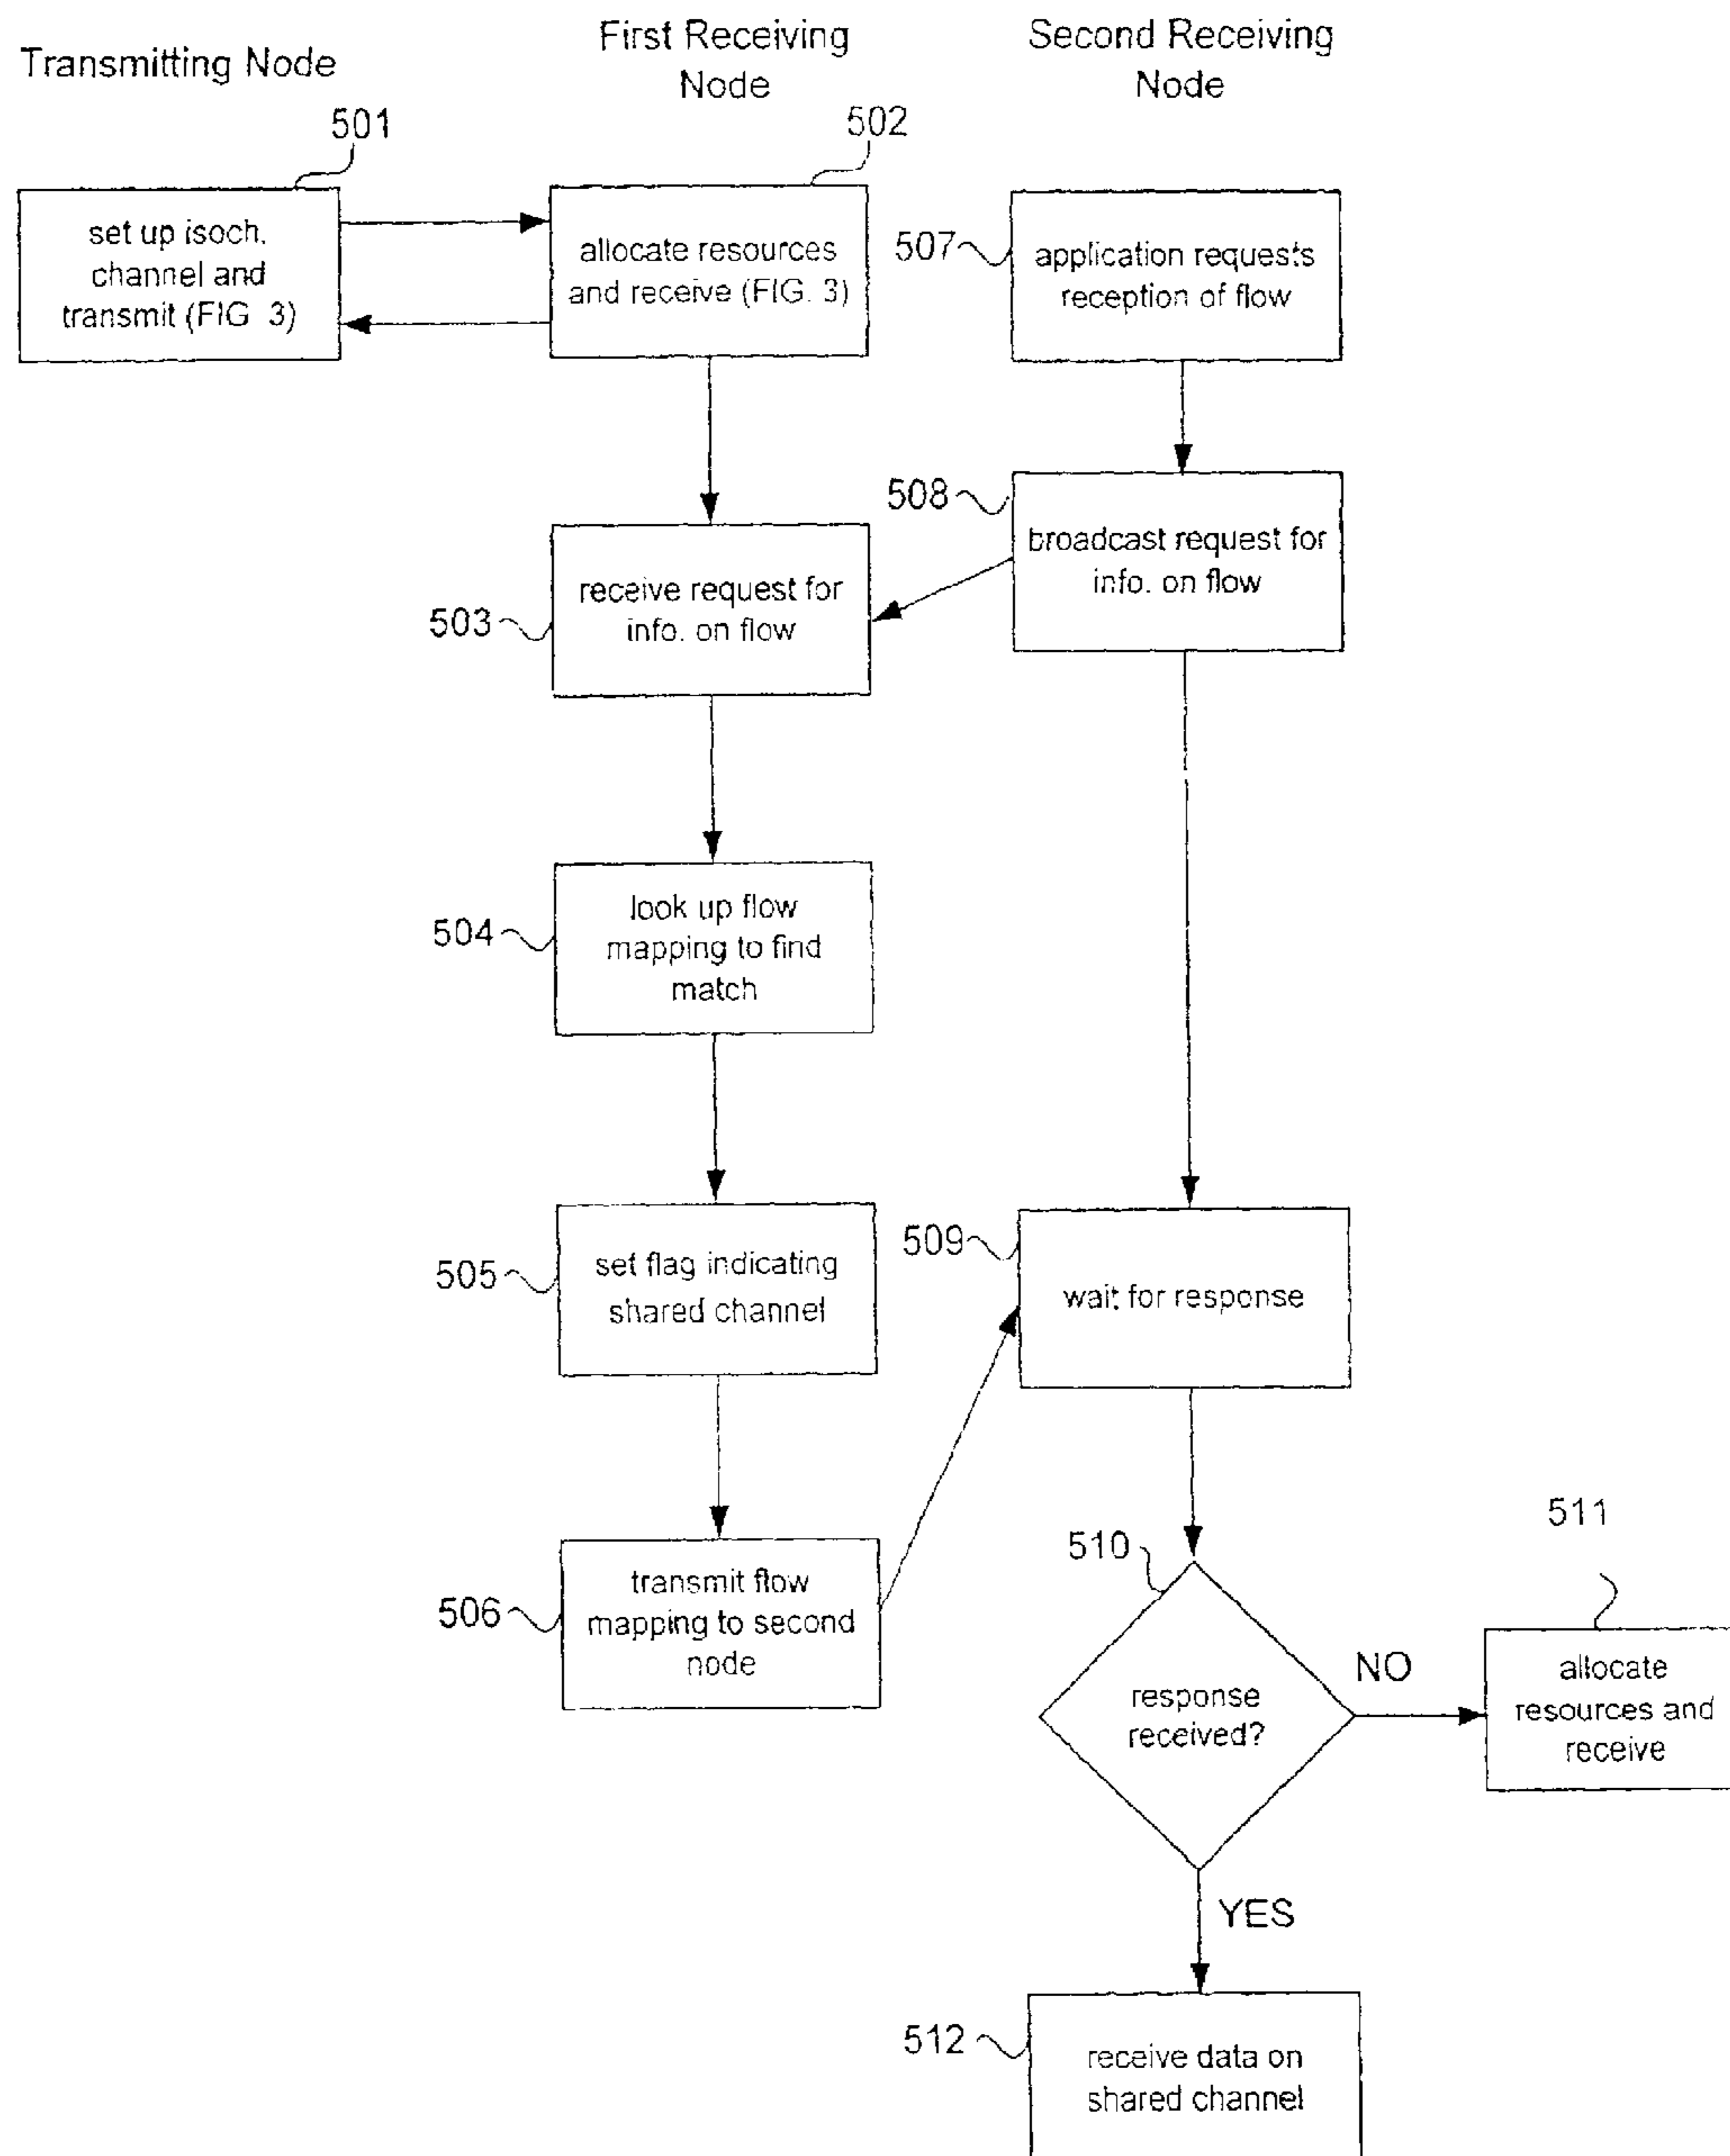 Transmitting Node
First Receiving
Node
Second Receiving
Node
501
set up isoch.
channel and
transmit (FIG 3)
502
allocate resources
and receive (FIG. 3)
507
application requests
reception of flow
508
broadcast request for
info. on flow
503
receive request for
info. on flow
504
look up flow
mapping to find
match
505
set flag indicating
shared channel
509
wait for response
506
transmit flow
mapping to second
node
510
response
received?
NO
511
allocate
resources and
receive
YES
512
receive data on
shared channel